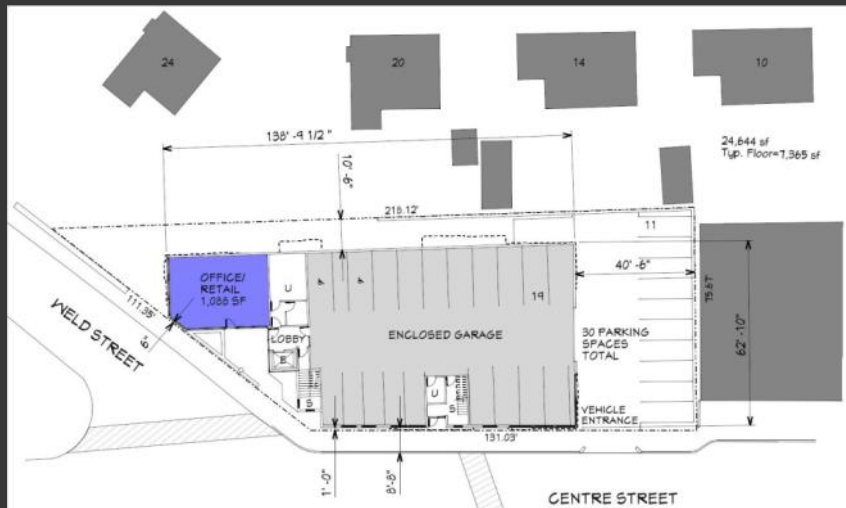 24
20
14
10
138' -9 1/2 "
24,644 sf
Typ. Floor=7,365 sf
10' -6"
218.12'
11
OFFICE/
RETAIL
1,086 SF
U
40' -6"
111.35'
WELD STREET
6"
19
75.67'
62' -10"
LOBBY
E
ENCLOSED GARAGE
30 PARKING
SPACES
TOTAL
U
S
S
VEHICLE
ENTRANCE
131.03'
1' -0"
8'-8"
CENTRE STREET